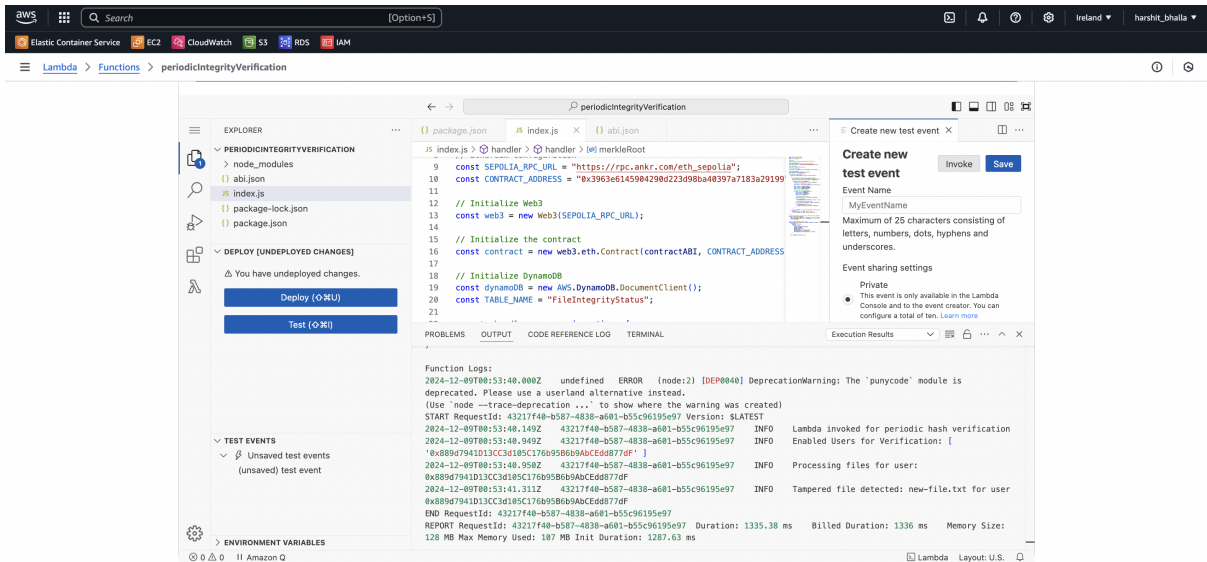 aws
Search
[Option+S]
Ireland ▼
harshit_bhalla ▼
Elastic Container Service
EC2
CloudWatch
S3
RDS
IAM
Lambda > Functions > periodicIntegrityVerification
periodicIntegrityVerification
EXPLORER
PERIODICINTEGRITYVERIFICATION
node_modules
{} abi.json
JS index.js
{} package-lock.json
{} package.json
DEPLOY [UNDEPLOYED CHANGES]
You have undeployed changes.
Deploy (⇧⌘U)
Test (⇧⌘I)
TEST EVENTS
Unsaved test events
(unsaved) test event
ENVIRONMENT VARIABLES
{} package.json
JS index.js
{} abi.json
JS index.js > handler > handler > merkleRoot
9 const SEPOLIA_RPC_URL = "https://rpc.ankr.com/eth_sepolia";
10 const CONTRACT_ADDRESS = "0x3963e6145904290d223d98ba40397a7183a29199
11
12 // Initialize Web3
13 const web3 = new Web3(SEPOLIA_RPC_URL);
14
15 // Initialize the contract
16 const contract = new web3.eth.Contract(contractABI, CONTRACT_ADDRESS
17
18 // Initialize DynamoDB
19 const dynamoDB = new AWS.DynamoDB.DocumentClient();
20 const TABLE_NAME = "FileIntegrityStatus";
21
Create new test event
Create new
test event
Invoke
Save
Event Name
MyEventName
Maximum of 25 characters consisting of
letters, numbers, dots, hyphens and
underscores.
Event sharing settings
Private
This event is only available in the Lambda
Console and to the event creator. You can
configure a total of ten. Learn more
PROBLEMS
OUTPUT
CODE REFERENCE LOG
TERMINAL
Execution Results
Function Logs:
2024-12-09T00:53:40.000Z undefined ERROR (node:2) [DEP0040] DeprecationWarning: The `punycode` module is
deprecated. Please use a userland alternative instead.
(Use `node --trace-deprecation ...` to show where the warning was created)
START RequestId: 43217f40-b587-4838-a601-b55c96195e97 Version: $LATEST
2024-12-09T00:53:40.149Z 43217f40-b587-4838-a601-b55c96195e97 INFO Lambda invoked for periodic hash verification
2024-12-09T00:53:40.949Z 43217f40-b587-4838-a601-b55c96195e97 INFO Enabled Users for Verification: [
'0x889d7941D13CC3d105C176b95B6b9AbCEdd877dF' ]
2024-12-09T00:53:40.950Z 43217f40-b587-4838-a601-b55c96195e97 INFO Processing files for user:
0x889d7941D13CC3d105C176b95B6b9AbCEdd877dF
2024-12-09T00:53:41.311Z 43217f40-b587-4838-a601-b55c96195e97 INFO Tampered file detected: new-file.txt for user
0x889d7941D13CC3d105C176b95B6b9AbCEdd877dF
END RequestId: 43217f40-b587-4838-a601-b55c96195e97
REPORT RequestId: 43217f40-b587-4838-a601-b55c96195e97 Duration: 1335.38 ms Billed Duration: 1336 ms Memory Size:
128 MB Max Memory Used: 107 MB Init Duration: 1287.63 ms
0 0 Amazon Q
Lambda Layout: U.S.